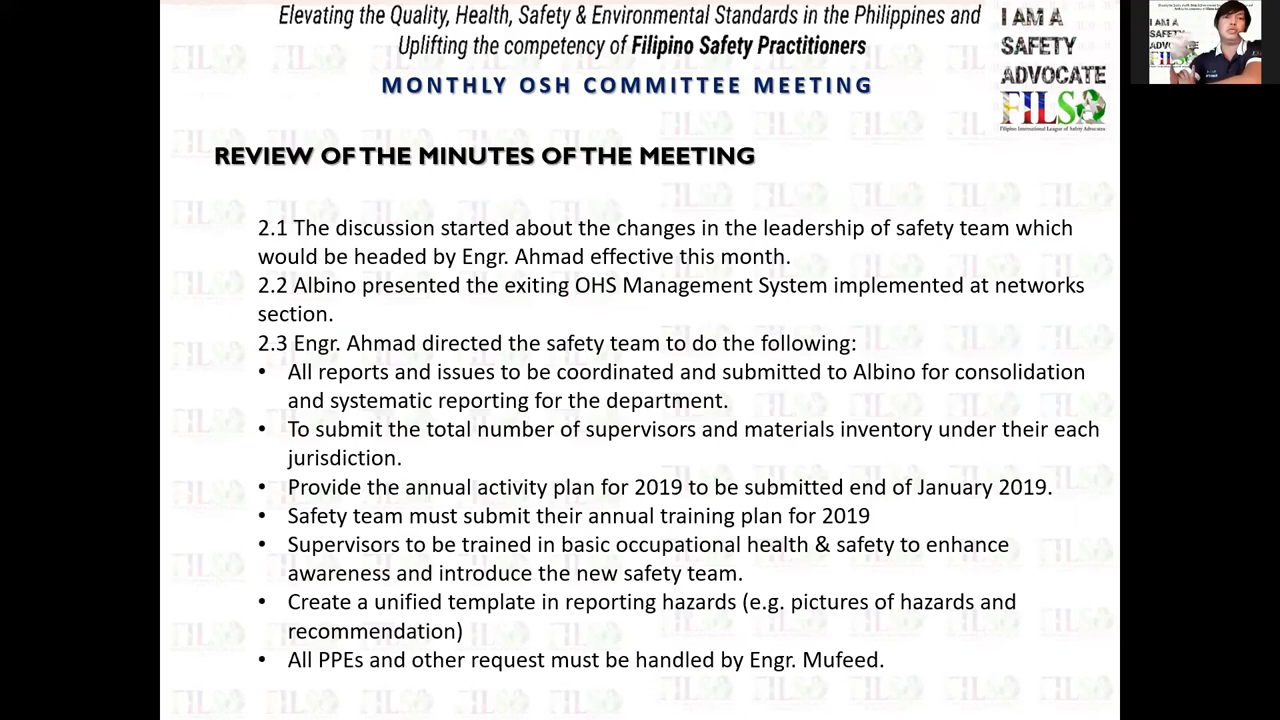 Elevating the Quality, Health, Safety & Environmental Standards in the Philippines and
Uplifting the competency of Filipino Safety Practitioners
MONTHLY OSH COMMITTEE MEETING
I AM A
SAFETY
ADVOCATE
FILSA
Filipino International League of Safety Advocates
REVIEW OF THE MINUTES OF THE MEETING
2.1 The discussion started about the changes in the leadership of safety team which
would be headed by Engr. Ahmad effective this month.
2.2 Albino presented the exiting OHS Management System implemented at networks
section.
2.3 Engr. Ahmad directed the safety team to do the following:
• All reports and issues to be coordinated and submitted to Albino for consolidation
and systematic reporting for the department.
• To submit the total number of supervisors and materials inventory under their each
jurisdiction.
• Provide the annual activity plan for 2019 to be submitted end of January 2019.
• Safety team must submit their annual training plan for 2019
• Supervisors to be trained in basic occupational health & safety to enhance
awareness and introduce the new safety team.
• Create a unified template in reporting hazards (e.g. pictures of hazards and
recommendation)
• All PPEs and other request must be handled by Engr. Mufeed.